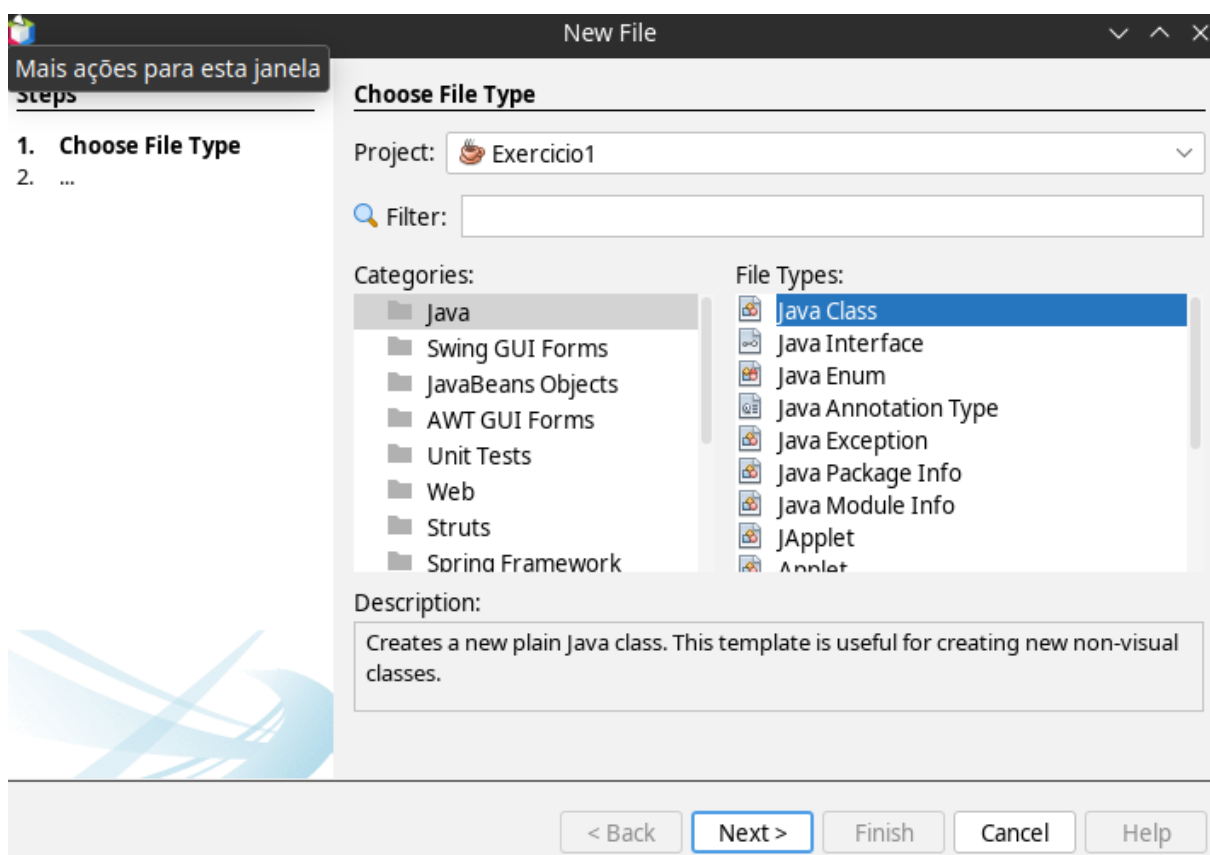 New File
Mais ações para esta janela
Steps
1. Choose File Type
2. ...
Choose File Type
Project: Exercicio1
Filter:
Categories:
Java
Swing GUI Forms
JavaBeans Objects
AWT GUI Forms
Unit Tests
Web
Struts
Spring Framework
File Types:
Java Class
Java Interface
Java Enum
Java Annotation Type
Java Exception
Java Package Info
Java Module Info
JApplet
Applet
Description:
Creates a new plain Java class. This template is useful for creating new non-visual
classes.
< Back Next > Finish Cancel Help